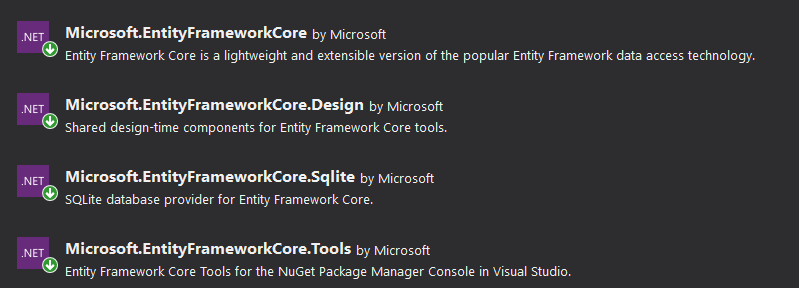 .NET Microsoft.EntityFrameworkCore by Microsoft
Entity Framework Core is a lightweight and extensible version of the popular Entity Framework data access technology.
.NET Microsoft.EntityFrameworkCore.Design by Microsoft
Shared design-time components for Entity Framework Core tools.
.NET Microsoft.EntityFrameworkCore.Sqlite by Microsoft
SQLite database provider for Entity Framework Core.
.NET Microsoft.EntityFrameworkCore.Tools by Microsoft
Entity Framework Core Tools for the NuGet Package Manager Console in Visual Studio.